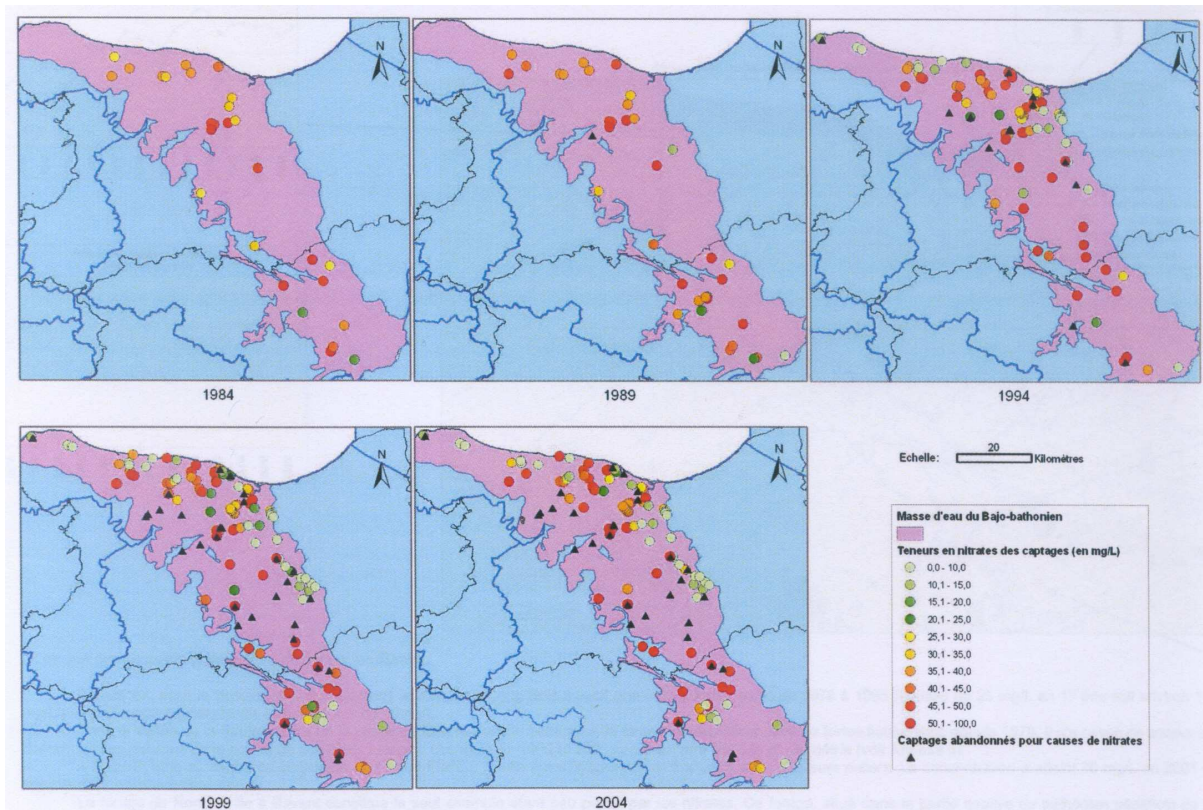 N
N
N
1984
1989
1994
N
N
20
Echelle: Kilomètres
Masse d'eau du Bajo-bathonien
Teneurs en nitrates des captages (en mg/L)
0,0 - 10,0
10,1 - 15,0
15,1 - 20,0
20,1 - 25,0
25,1 - 30,0
30,1 - 35,0
35,1 - 40,0
40,1 - 45,0
45,1 - 50,0
50,1 - 100,0
Captages abandonnés pour causes de nitrates
1999
2004